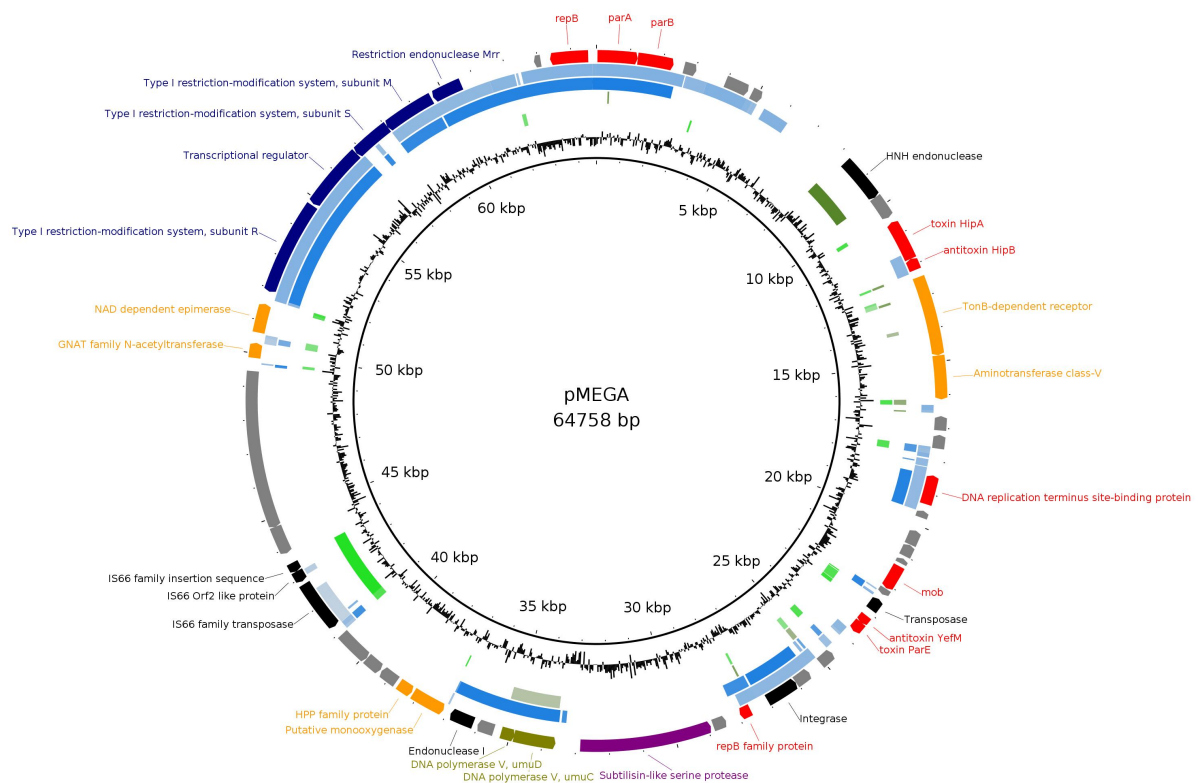 repB
parA
parB
Restriction endonuclease Mrr
Type I restriction-modification system, subunit M
Type I restriction-modification system, subunit S
Transcriptional regulator
Type I restriction-modification system, subunit R
NAD dependent epimerase
GNAT family N-acetyltransferase
HNH endonuclease
toxin HipA
antitoxin HipB
TonB-dependent receptor
Aminotransferase class-V
DNA replication terminus site-binding protein
mob
Transposase
antitoxin YefM
toxin ParE
Integrase
repB family protein
Subtilisin-like serine protease
DNA polymerase V, umuC
DNA polymerase V, umuD
Endonuclease I
Putative monooxygenase
HPP family protein
IS66 family transposase
IS66 Orf2 like protein
IS66 family insertion sequence
60 kbp
5 kbp
55 kbp
10 kbp
50 kbp
15 kbp
pMEGA
64758 bp
45 kbp
20 kbp
40 kbp
25 kbp
35 kbp
30 kbp